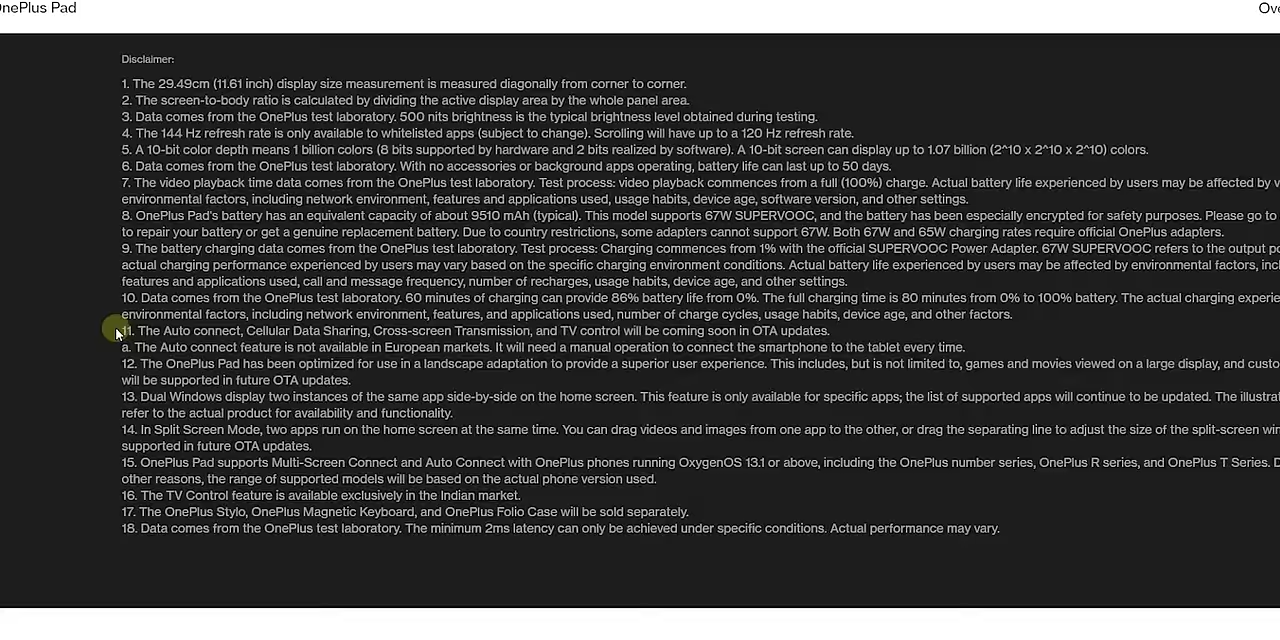 OnePlus Pad
Disclaimer:
1. The 29.49cm (11.61 inch) display size measurement is measured diagonally from corner to corner.
2. The screen-to-body ratio is calculated by dividing the active display area by the whole panel area.
3. Data comes from the OnePlus test laboratory. 500 nits brightness is the typical brightness level obtained during testing.
4. The 144 Hz refresh rate is only available to whitelisted apps (subject to change). Scrolling will have up to a 120 Hz refresh rate.
5. A 10-bit color depth means 1 billion colors (8 bits supported by hardware and 2 bits realized by software). A 10-bit screen can display up to 1.07 billion (2^10 x 2^10 x 2^10) colors.
6. Data comes from the OnePlus test laboratory. With no accessories or background apps operating, battery life can last up to 50 days.
7. The video playback time data comes from the OnePlus test laboratory. Test process: video playback commences from a full (100%) charge. Actual battery life experienced by users may be affected by
environmental factors, including network environment, features and applications used, usage habits, device age, software version, and other settings.
8. OnePlus Pad's battery has an equivalent capacity of about 9510 mAh (typical). This model supports 67W SUPERVOOC, and the battery has been especially encrypted for safety purposes. Please go to
to repair your battery or get a genuine replacement battery. Due to country restrictions, some adapters cannot support 67W. Both 67W and 65W charging rates require official OnePlus adapters.
9. The battery charging data comes from the OnePlus test laboratory. Test process: Charging commences from 1% with the official SUPERVOOC Power Adapter. 67W SUPERVOOC refers to the output
actual charging performance experienced by users may vary based on the specific charging environment conditions. Actual battery life experienced by users may be affected by environmental factors,
features and applications used, call and message frequency, number of recharges, usage habits, device age, and other settings.
10. Data comes from the OnePlus test laboratory. 60 minutes of charging can provide 86% battery life from 0%. The full charging time is 80 minutes from 0% to 100% battery. The actual charging
environmental factors, including network environment, features, and applications used, number of charge cycles, usage habits, device age, and other factors.
11. The Auto connect, Cellular Data Sharing, Cross-screen Transmission, and TV control will be coming soon in OTA updates.
a. The Auto connect feature is not available in European markets. It will need a manual operation to connect the smartphone to the tablet every time.
12. The OnePlus Pad has been optimized for use in a landscape adaptation to provide a superior user experience. This includes, but is not limited to, games and movies viewed on a large display, and
will be supported in future OTA updates.
13. Dual Windows display two instances of the same app side-by-side on the home screen. This feature is only available for specific apps; the list of supported apps will continue to be updated. The
refer to the actual product for availability and functionality.
14. In Split Screen Mode, two apps run on the home screen at the same time. You can drag videos and images from one app to the other, or drag the separating line to adjust the size of the split-screen
supported in future OTA updates.
15. OnePlus Pad supports Multi-Screen Connect and Auto Connect with OnePlus phones running OxygenOS 13.1 or above, including the OnePlus number series, OnePlus R series, and OnePlus T Series.
other reasons, the range of supported models will be based on the actual phone version used.
16. The TV Control feature is available exclusively in the Indian market.
17. The OnePlus Stylo, OnePlus Magnetic Keyboard, and OnePlus Folio Case will be sold separately.
18. Data comes from the OnePlus test laboratory. The minimum 2ms latency can only be achieved under specific conditions. Actual performance may vary.